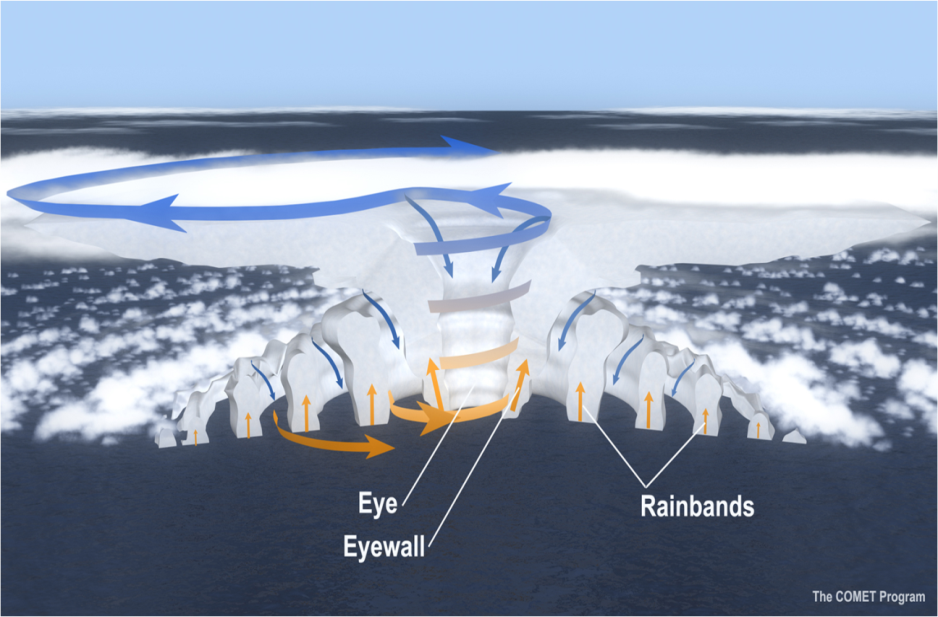 Eye
Eyewall
Rainbands
The COMET Program